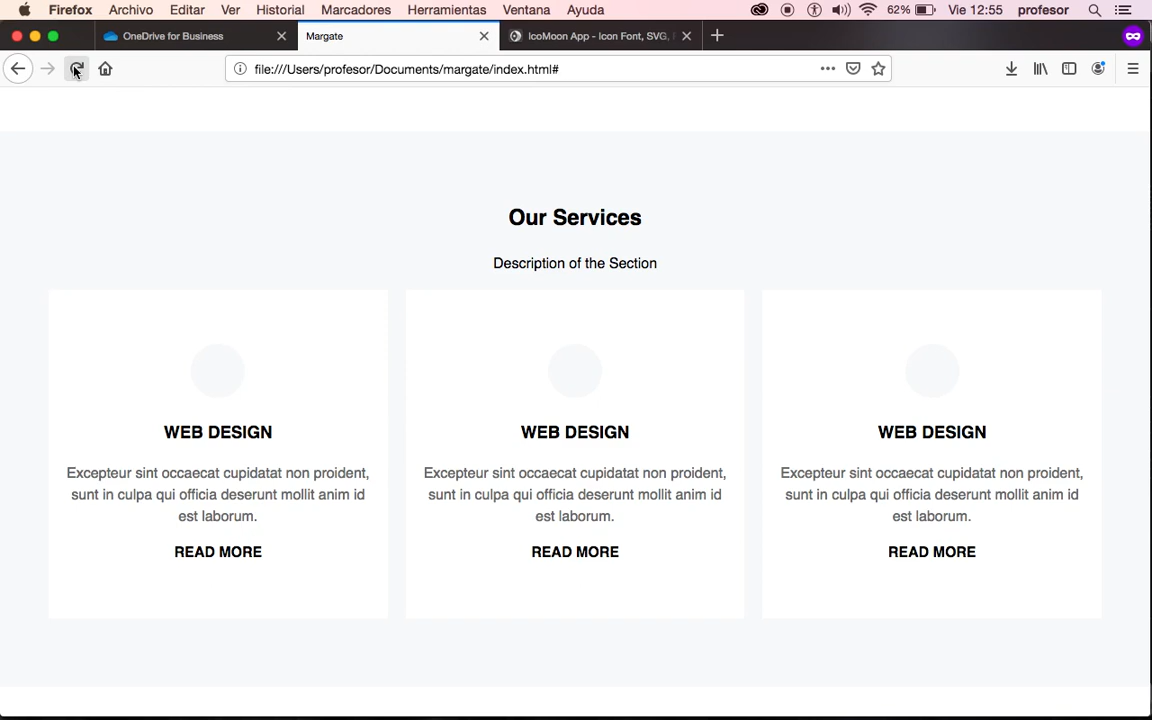 Firefox Archivo Editar Ver Historial Marcadores Herramientas Ventana Ayuda 62% Vie 12:55 profesor
OneDrive for Business Margate IcoMoon App - Icon Font, SVG,
file:///Users/profesor/Documents/margate/index.html#
Our Services
Description of the Section
WEB DESIGN
Excepteur sint occaecat cupidatat non proident,
sunt in culpa qui officia deserunt mollit anim id
est laborum.
READ MORE
WEB DESIGN
Excepteur sint occaecat cupidatat non proident,
sunt in culpa qui officia deserunt mollit anim id
est laborum.
READ MORE
WEB DESIGN
Excepteur sint occaecat cupidatat non proident,
sunt in culpa qui officia deserunt mollit anim id
est laborum.
READ MORE